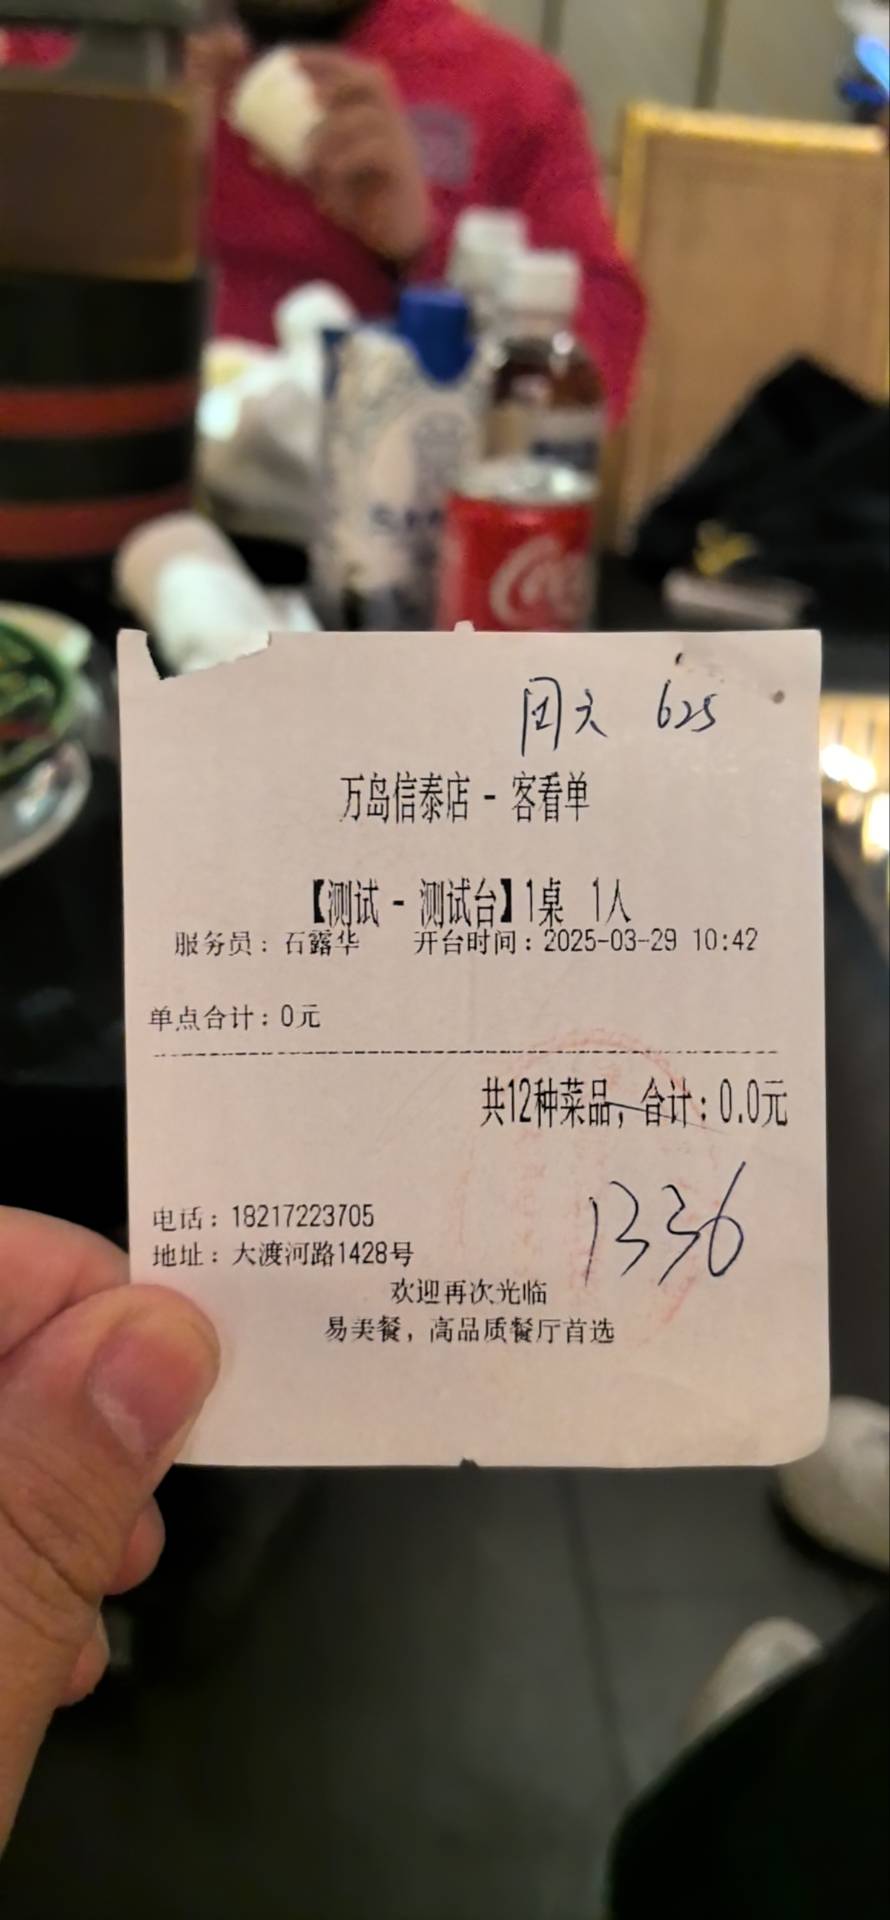 625
万岛信泰店 - 客看单
【测试 - 测试台】1桌 1人
服务员：石露华 开台时间：2025-03-29 10:42
单点合计：0元
共12种菜品，合计：0.0元
1336
电话：18217223705
地址：大渡河路1428号
欢迎再次光临
易美餐，高品质餐厅首选